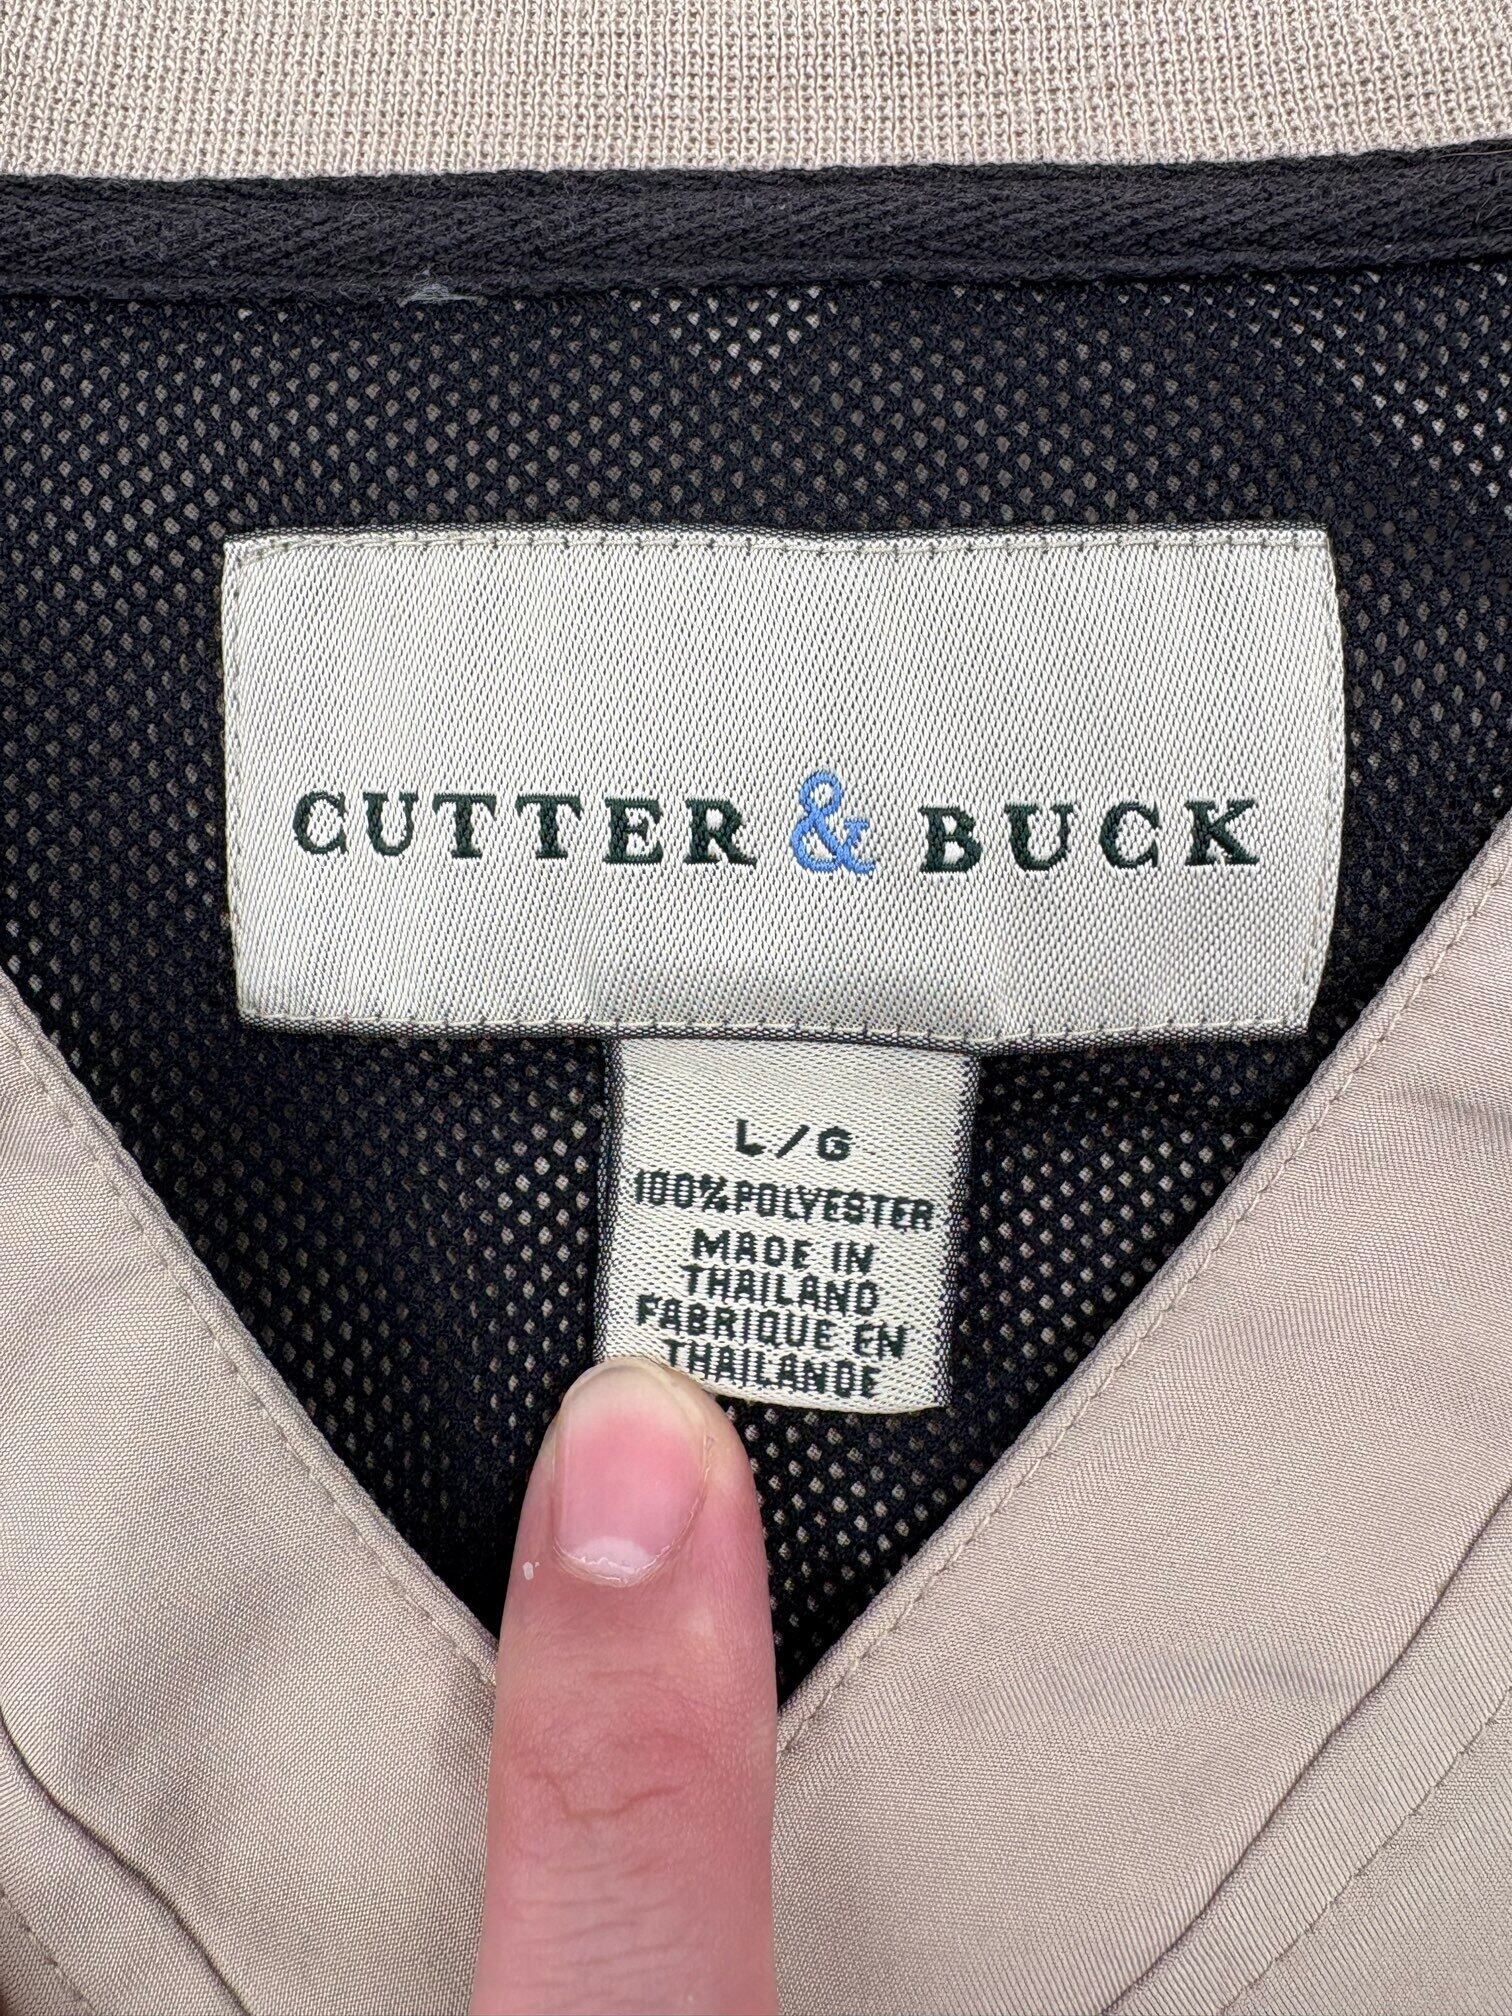 CUTTER & BUCK
L/G
100% POLYESTER
MADE IN
THAILAND
FABRIQUE EN
THAILANDE